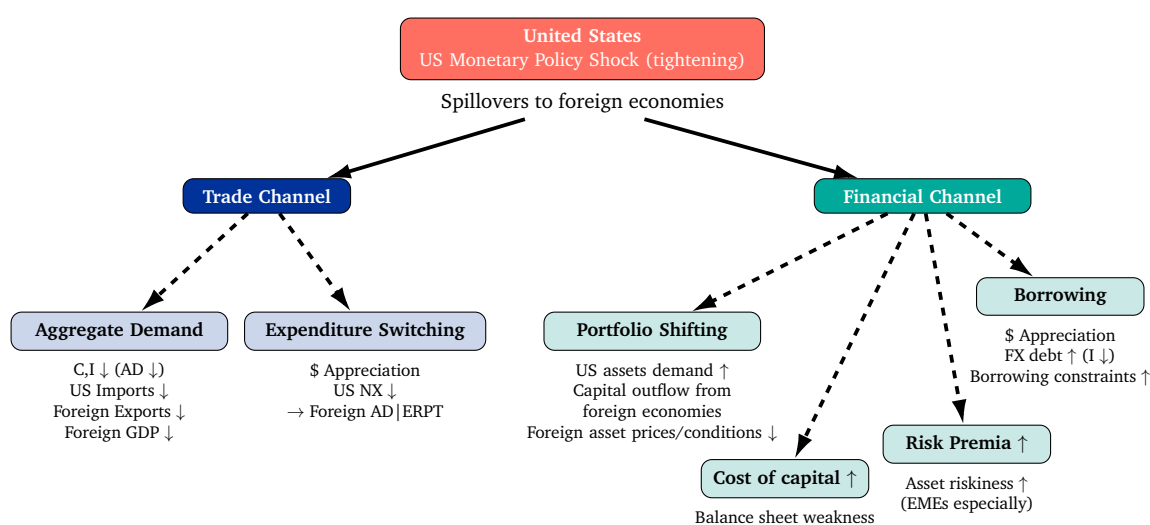 United States
US Monetary Policy Shock (tightening)
Spillovers to foreign economies
Trade Channel
Financial Channel
Aggregate Demand
C,I ↓ (AD ↓)
US Imports ↓
Foreign Exports ↓
Foreign GDP ↓
Expenditure Switching
$ Appreciation
US NX ↓
→ Foreign AD|ERPT
Portfolio Shifting
US assets demand ↑
Capital outflow from
foreign economies
Foreign asset prices/conditions ↓
Cost of capital ↑
Balance sheet weakness
Risk Premia ↑
Asset riskiness ↑
(EMEs especially)
Borrowing
$ Appreciation
FX debt ↑ (I ↓)
Borrowing constraints ↑